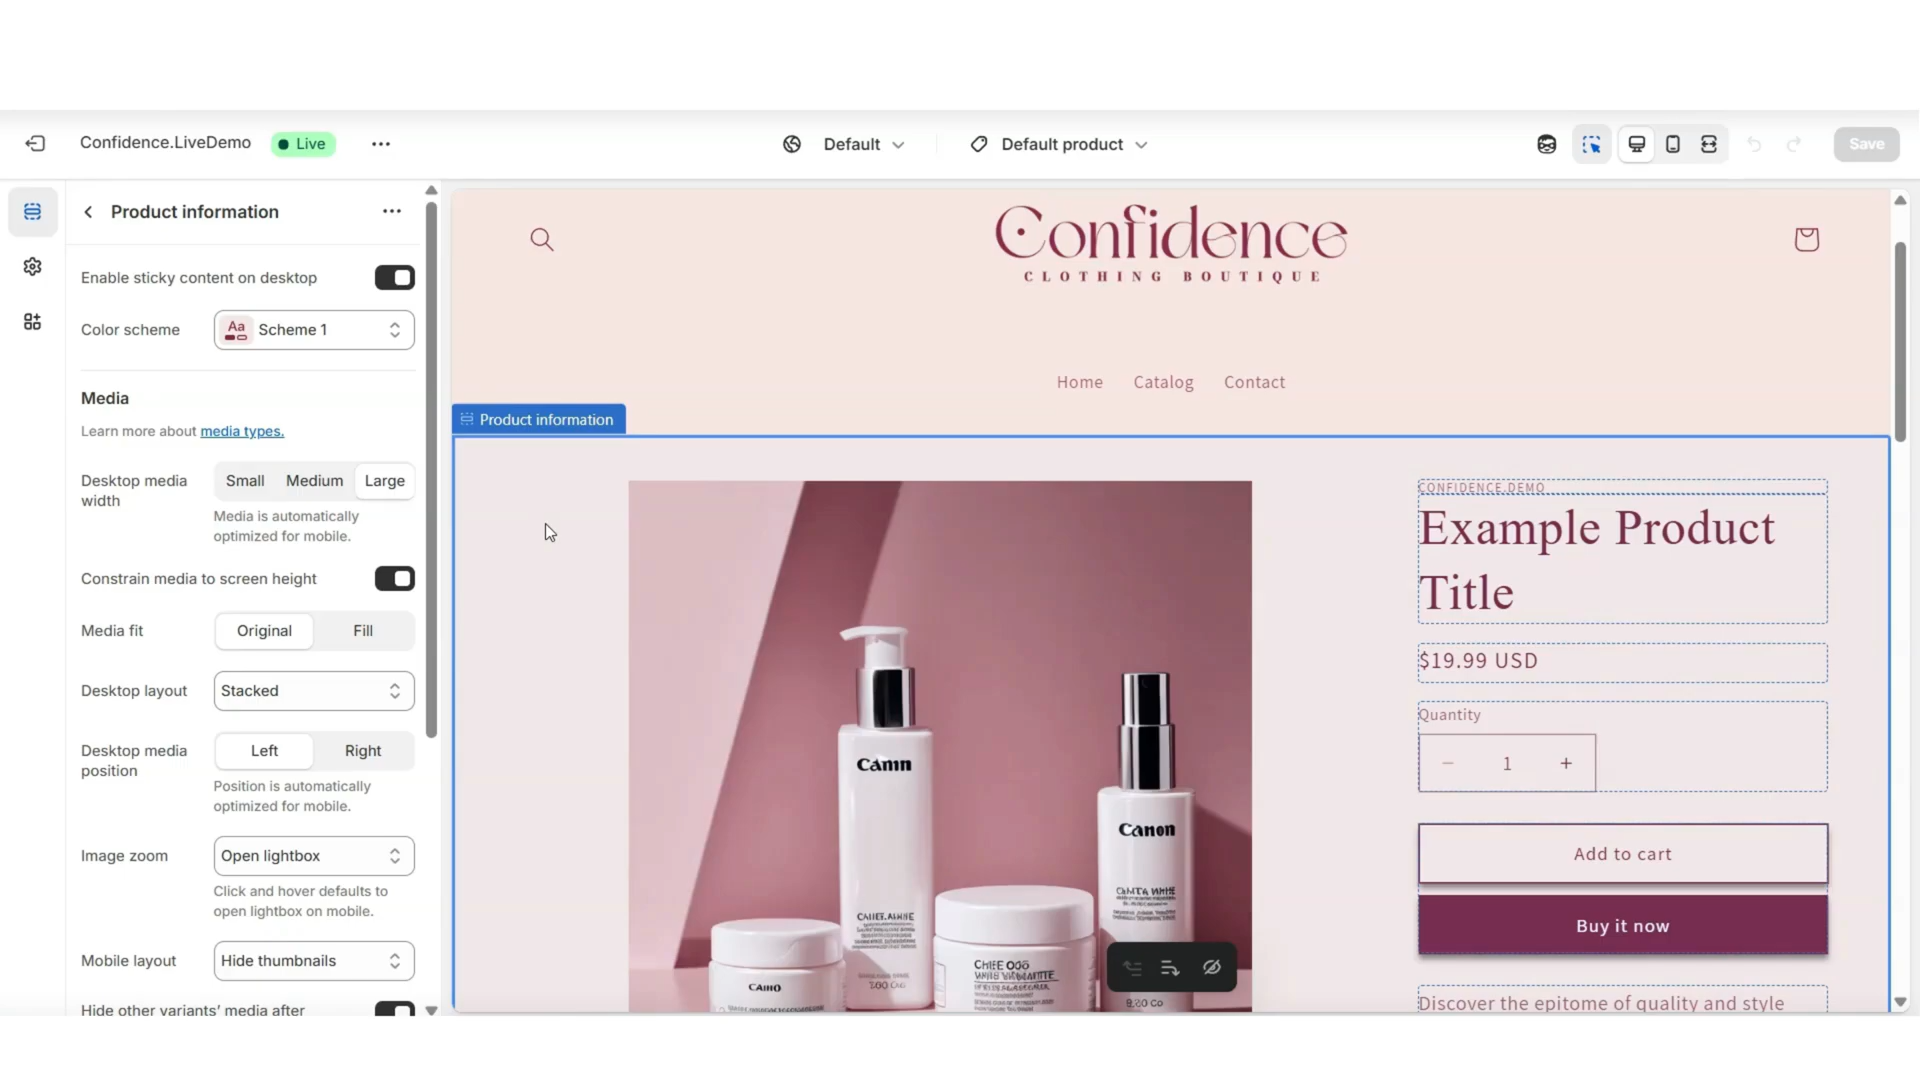 Confidence.LiveDemo
Live
Default
Default product
Save
Product information
Enable sticky content on desktop
Color scheme
Aa
Scheme 1
Media
Learn more about media types.
Desktop media
width
Small
Medium
Large
Media is automatically
optimized for mobile.
Constrain media to screen height
Media fit
Original
Fill
Desktop layout
Stacked
Desktop media
position
Left
Right
Position is automatically
optimized for mobile.
Image zoom
Open lightbox
Click and hover defaults to
open lightbox on mobile.
Mobile layout
Hide thumbnails
Hide other variants’ media after
Confidence
CLOTHING BOUTIQUE
Home
Catalog
Contact
Product information
CONFIDENCE.DEMO
Example Product
Title
$19.99 USD
Quantity
1
Add to cart
Buy it now
Discover the epitome of quality and style
Canon
CAIHO